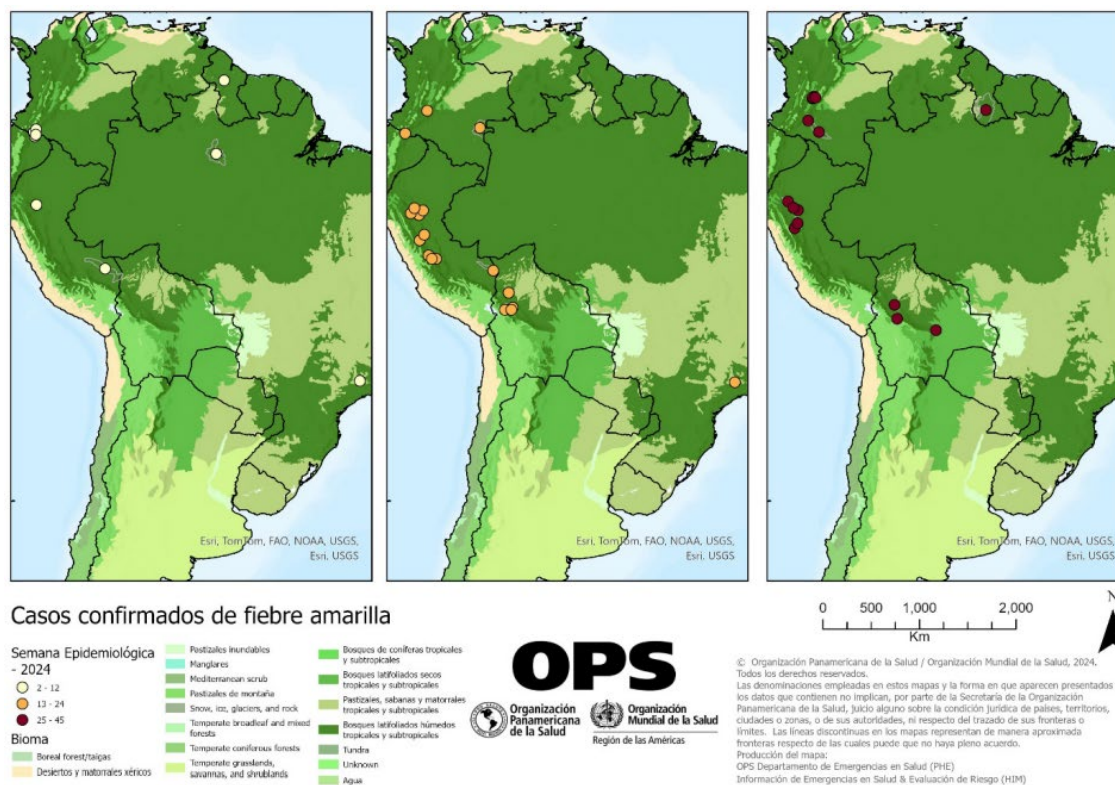 Esri, TomTom, FAO, NOAA, USGS,
Esri, USGS
Esri, TomTom, FAO, NOAA, USGS,
Esri, USGS
Esri, TomTom, FAO, NOAA, USGS,
Esri, USGS
Casos confirmados de fiebre amarilla
Semana Epidemiológica
- 2024
2 - 12
13 - 24
25 - 45
Bioma
Boreal forest/taigas
Desiertos y matorrales xéricos
Pastizales inundables
Manglares
Mediterranean scrub
Pastizales de montaña
Snow, ice, glaciers, and rock
Temperate broadleaf and mixed
forests
Temperate coniferous forests
Temperate grasslands,
savannas, and shrublands
Bosques de coníferas tropicales
y subtropicales
Bosques latifoliados secos
tropicales y subtropicales
Pastizales, sabanas y matorrales
tropicales y subtropicales
Bosques latifoliados húmedos
tropicales y subtropicales
Tundra
Unknown
Agua
OPS
Organización
Panamericana
de la Salud
Organización
Mundial de la Salud
Región de las Américas
0 500 1,000 2,000
Km
N
© Organización Panamericana de la Salud / Organización Mundial de la Salud, 2024.
Todos los derechos reservados.
Las denominaciones empleadas en estos mapas y la forma en que aparecen presentados
los datos que contienen no implican, por parte de la Secretaría de la Organización
Panamericana de la Salud, juicio alguno sobre la condición jurídica de países, territorios,
ciudades o zonas, o de sus autoridades, ni respecto del trazado de sus fronteras o
límites. Las líneas discontinuas en los mapas representan de manera aproximada
fronteras respecto de las cuales puede que no haya pleno acuerdo.
Producción del mapa:
OPS Departamento de Emergencias en Salud (PHE)
Información de Emergencias en Salud & Evaluación de Riesgo (HIM)